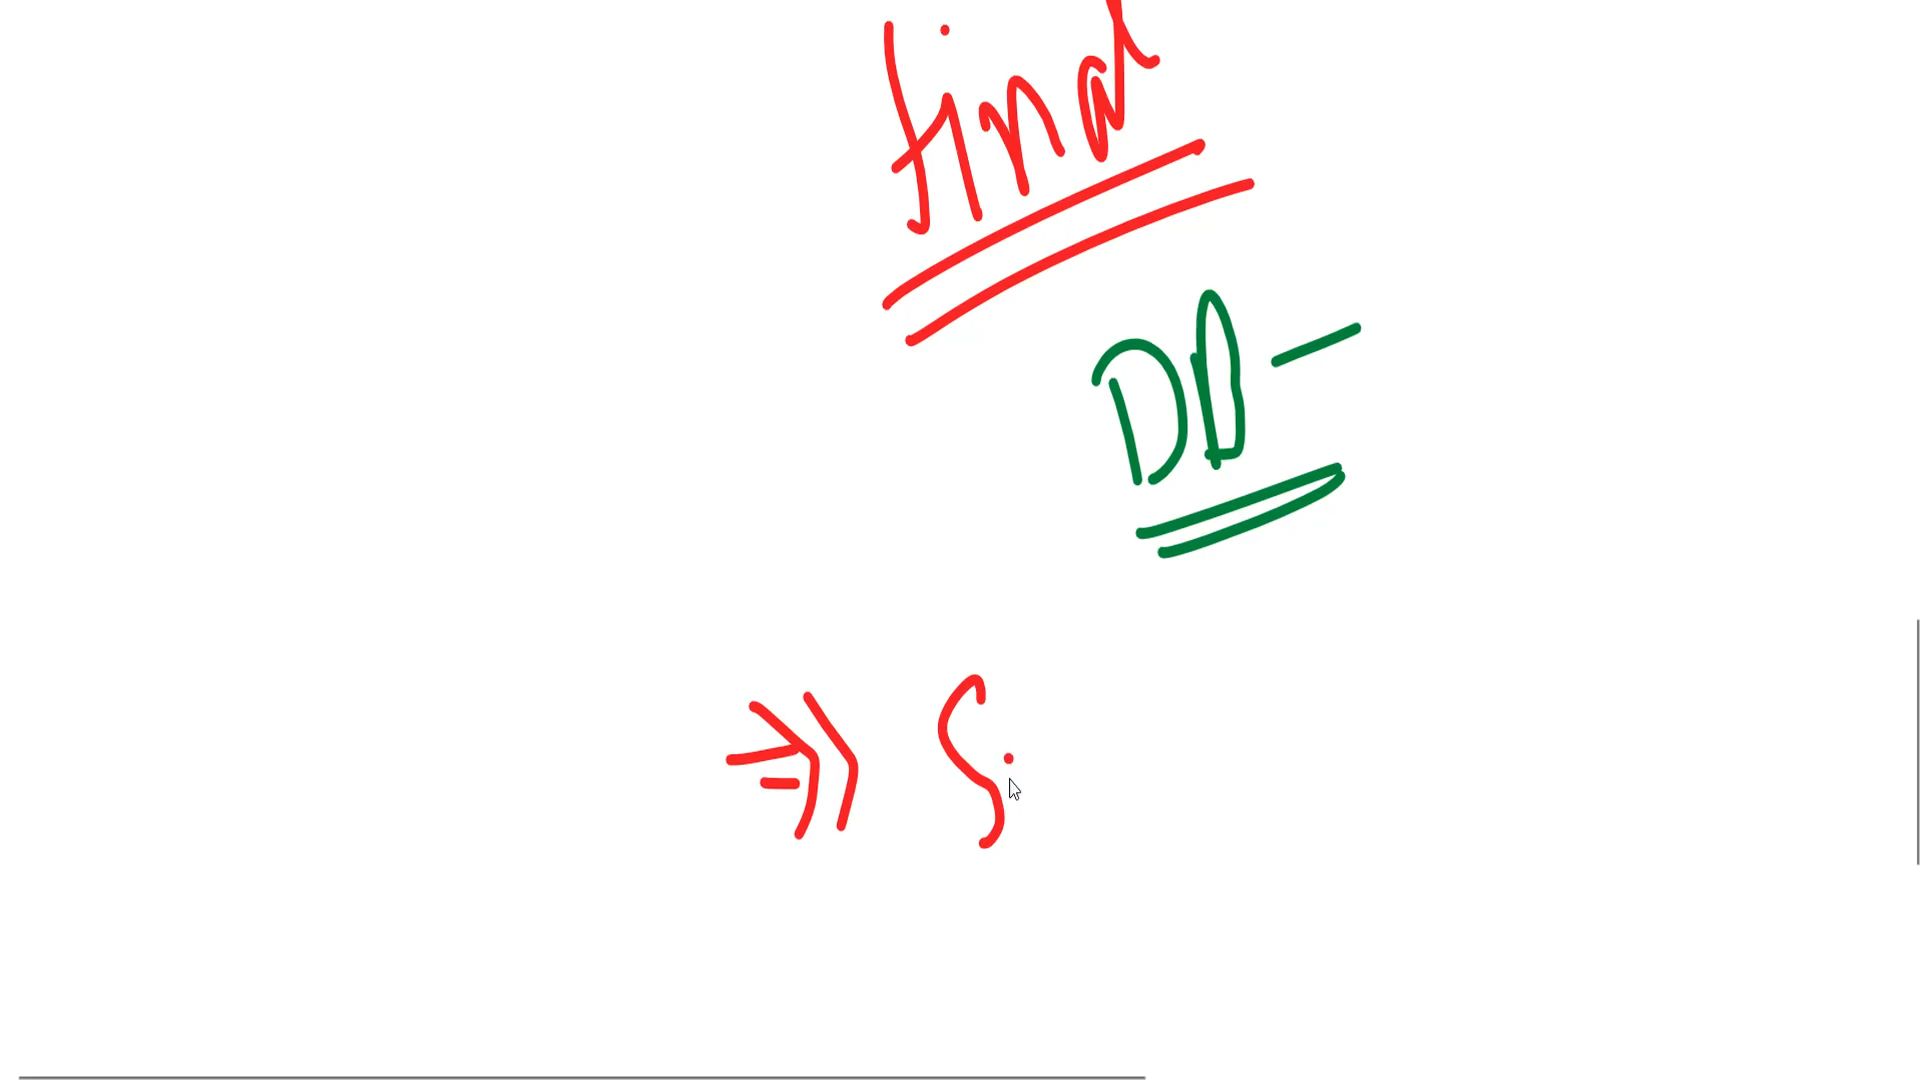 final
DB -
⇒》 S